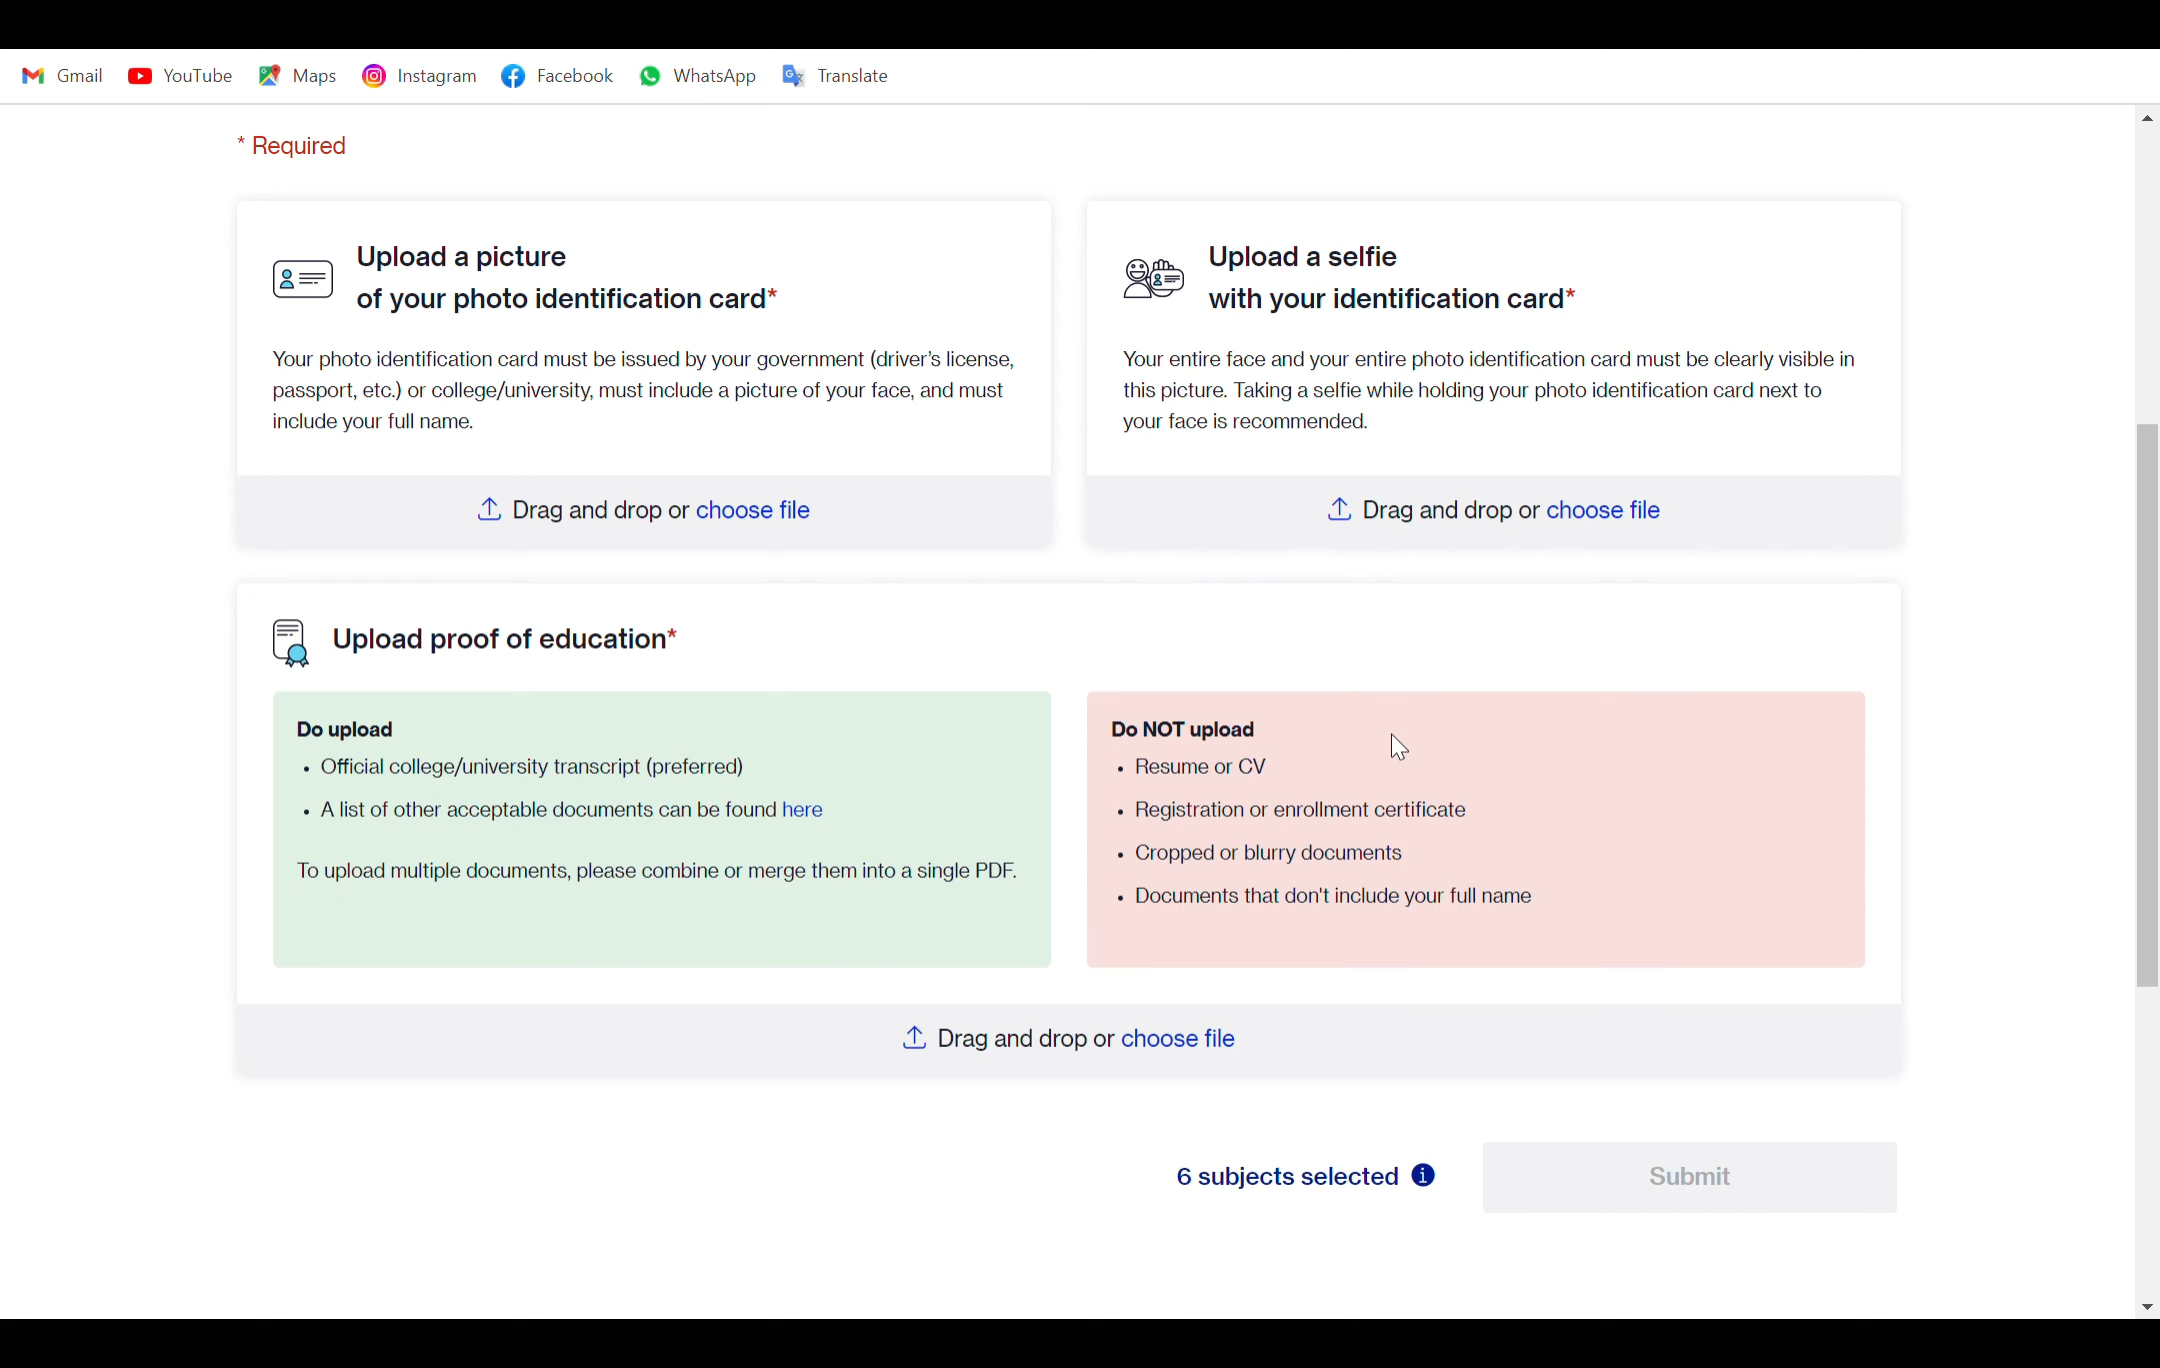 Gmail YouTube Maps Instagram Facebook WhatsApp Translate
* Required
Upload a picture
of your photo identification card*
Your photo identification card must be issued by your government (driver's license,
passport, etc.) or college/university, must include a picture of your face, and must
include your full name.
Drag and drop or choose file
Upload a selfie
with your identification card*
Your entire face and your entire photo identification card must be clearly visible in
this picture. Taking a selfie while holding your photo identification card next to
your face is recommended.
Drag and drop or choose file
Upload proof of education*
Do upload
• Official college/university transcript (preferred)
• A list of other acceptable documents can be found here
To upload multiple documents, please combine or merge them into a single PDF.
Do NOT upload
• Resume or CV
• Registration or enrollment certificate
• Cropped or blurry documents
• Documents that don't include your full name
Drag and drop or choose file
6 subjects selected
Submit